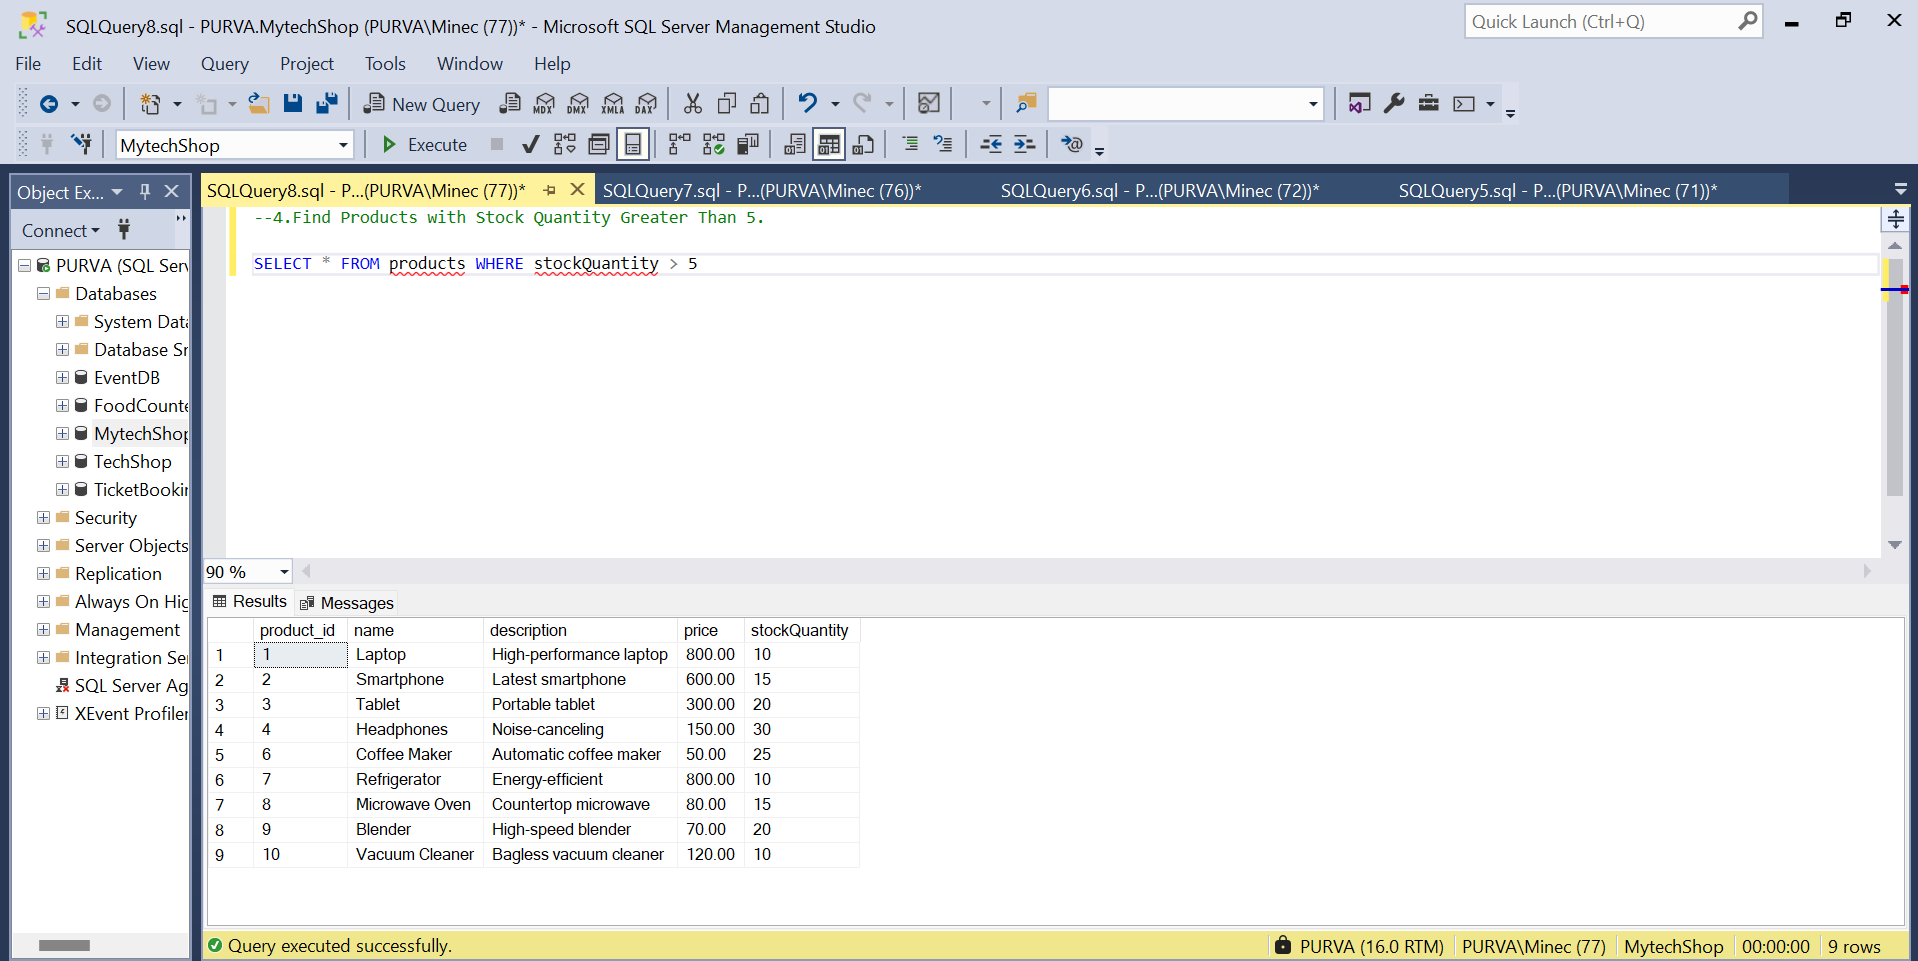 SQLQuery8.sql - PURVA.MytechShop (PURVA\Minec (77))* - Microsoft SQL Server Management Studio
Quick Launch (Ctrl+Q)
File Edit View Query Project Tools Window Help
New Query MDX DMX XMLA DAX
MytechShop Execute
Object Ex...
SQLQuery8.sql - P...(PURVA\Minec (77))* SQLQuery7.sql - P...(PURVA\Minec (76))* SQLQuery6.sql - P...(PURVA\Minec (72))* SQLQuery5.sql - P...(PURVA\Minec (71))*
Connect
PURVA (SQL Serv
Databases
System Data
Database Sn
EventDB
FoodCounte
MytechShop
TechShop
TicketBookin
Security
Server Objects
Replication
Always On Hig
Management
Integration Ser
SQL Server Ag
XEvent Profiler
--4.Find Products with Stock Quantity Greater Than 5.
SELECT * FROM products WHERE stockQuantity > 5
90 %
Results Messages
product_id name description price stockQuantity
1 1 Laptop High-performance laptop 800.00 10
2 2 Smartphone Latest smartphone 600.00 15
3 3 Tablet Portable tablet 300.00 20
4 4 Headphones Noise-canceling 150.00 30
5 6 Coffee Maker Automatic coffee maker 50.00 25
6 7 Refrigerator Energy-efficient 800.00 10
7 8 Microwave Oven Countertop microwave 80.00 15
8 9 Blender High-speed blender 70.00 20
9 10 Vacuum Cleaner Bagless vacuum cleaner 120.00 10
Query executed successfully. PURVA (16.0 RTM) PURVA\Minec (77) MytechShop 00:00:00 9 rows